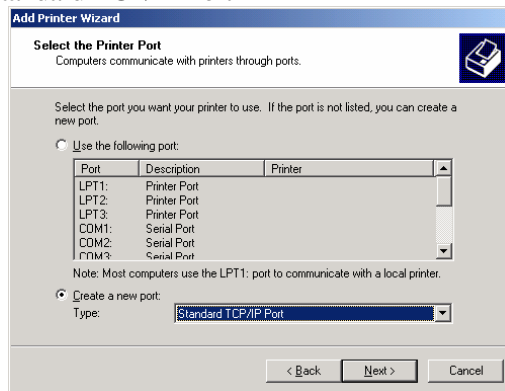 Add Printer Wizard
Select the Printer Port
Computers communicate with printers through ports.
Select the port you want your printer to use. If the port is not listed, you can create a
new port.
Use the following port:
Port Description Printer
LPT1: Printer Port
LPT2: Printer Port
LPT3: Printer Port
COM1: Serial Port
COM2: Serial Port
COM3: Serial Port
Note: Most computers use the LPT1: port to communicate with a local printer.
Create a new port:
Type: Standard TCP/IP Port
< Back Next > Cancel